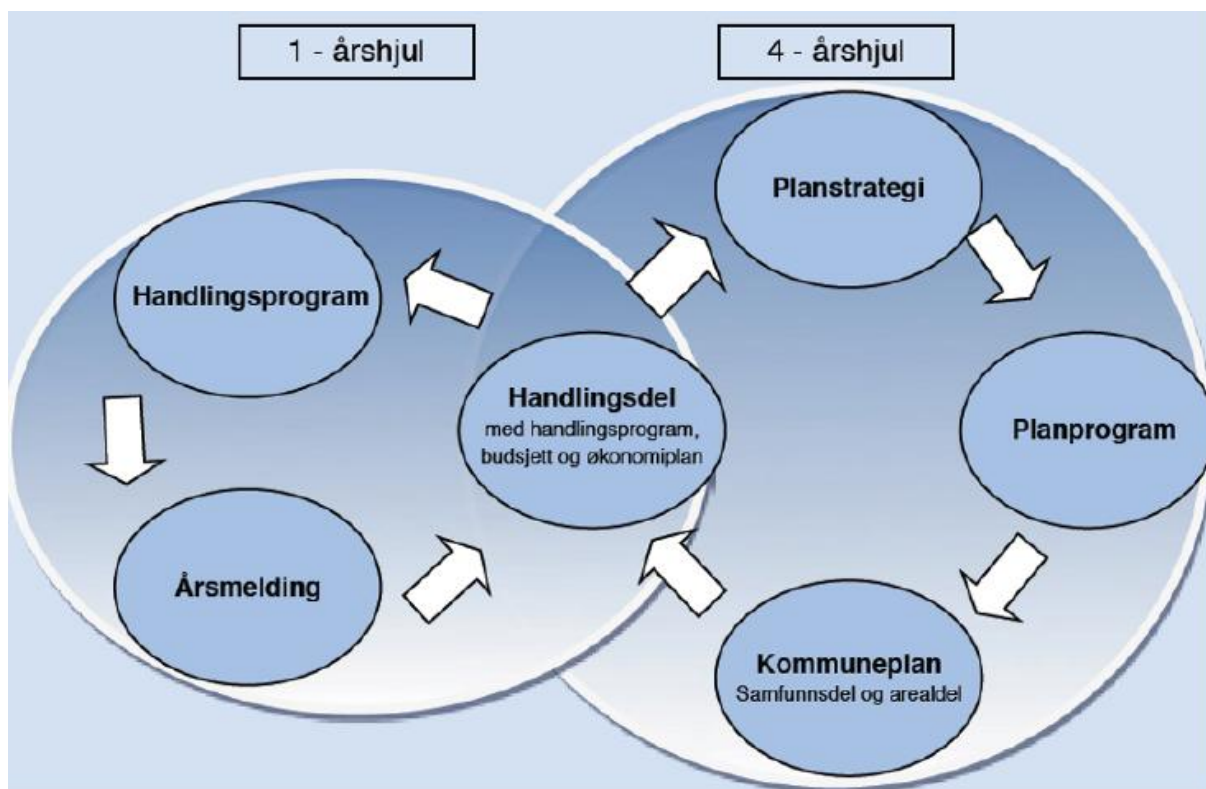 1 - årshjul
4 - årshjul
Planstrategi
Handlingsprogram
Handlingsdel
med handlingsprogram,
budsjett og økonomiplan
Planprogram
Årsmelding
Kommuneplan
Samfunnsdel og arealdel